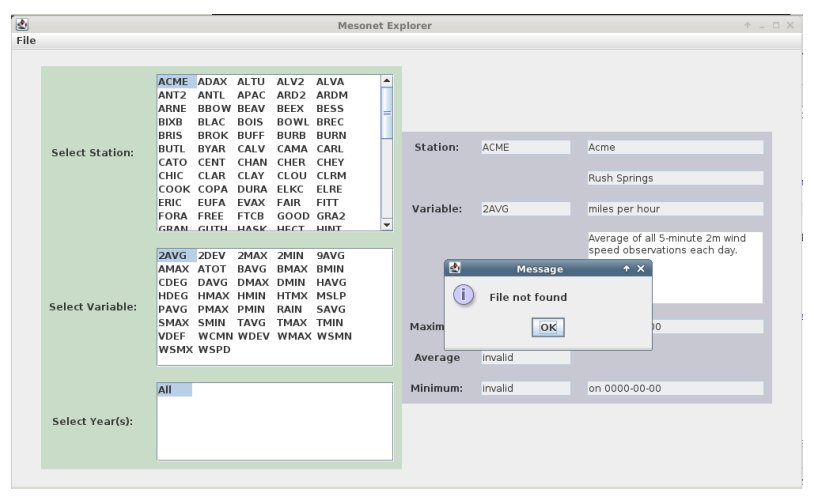 Mesonet Explorer
File
Select Station:
ACME ADAX ALTU ALV2 ALVA
ANT2 ANTL APAC ARD2 ARDM
ARNE BBOW BEAV BEEX BESS
BIXB BLAC BOIS BOWL BREC
BRIS BROK BUFF BURB BURN
BUTL BYAR CALV CAMA CARL
CATO CENT CHAN CHER CHEY
CHIC CLAR CLAY CLOU CLRM
COOK COPA DURA ELKC ELRE
ERIC EUFA EVAX FAIR FITT
FORA FREE FTCB GOOD GRA2
GRAN GUTH HASK HECT HINT
Select Variable:
2AVG 2DEV 2MAX 2MIN 9AVG
AMAX ATOT BAVG BMAX BMIN
CDEG DAVG DMAX DMIN HAVG
HDEG HMAX HMIN HTMX MSLP
PAVG PMAX PMIN RAIN SAVG
SMAX SMIN TAVG TMAX TMIN
VDEF WCMN WDEV WMAX WSMN
WSMX WSPD
Select Year(s):
All
Station: ACME Acme
Rush Springs
Variable: 2AVG miles per hour
Average of all 5-minute 2m wind
speed observations each day.
Message
File not found
OK
Average invalid
Minimum: invalid on 0000-00-00